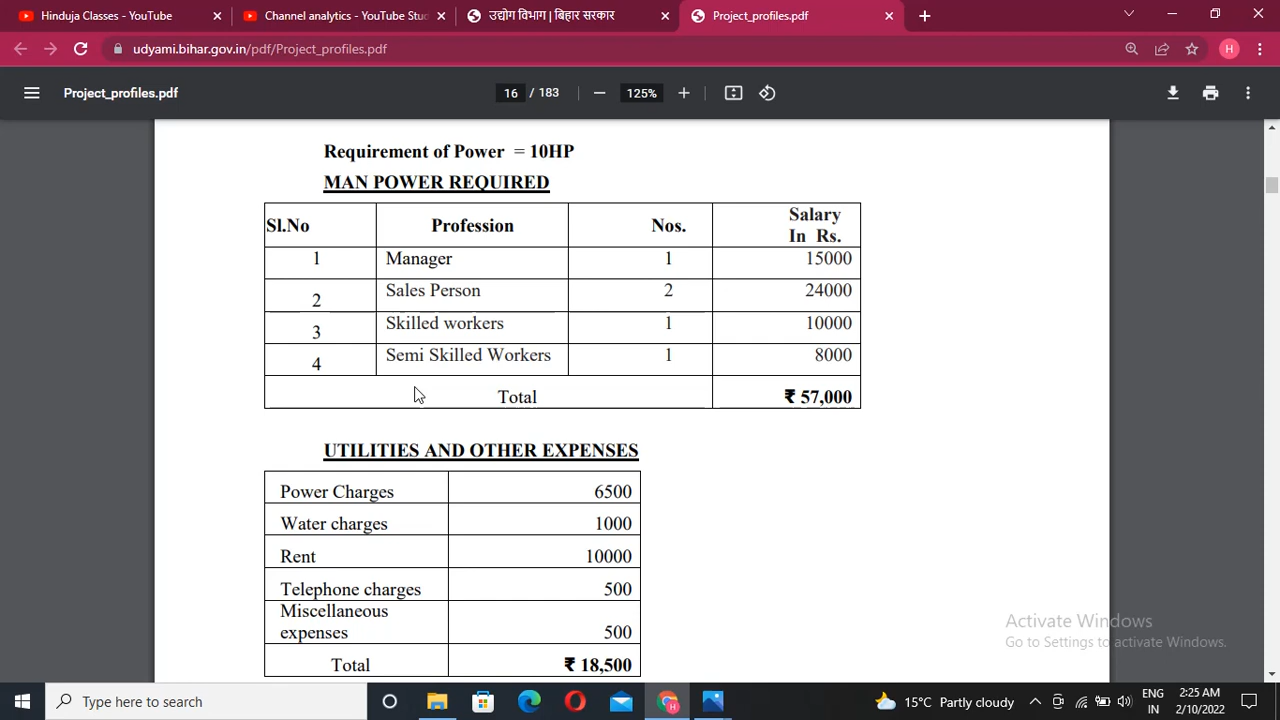 Hinduja Classes - YouTube
Channel analytics - YouTube Stud
उद्योग विभाग | बिहार सरकार
Project_profiles.pdf
udyami.bihar.gov.in/pdf/Project_profiles.pdf
H
Project_profiles.pdf
16 / 183
125%
Requirement of Power = 10HP
MAN POWER REQUIRED
Sl.No Profession Nos. Salary
In Rs.
1 Manager 1 15000
2 Sales Person 2 24000
3 Skilled workers 1 10000
4 Semi Skilled Workers 1 8000
Total ₹ 57,000
UTILITIES AND OTHER EXPENSES
Power Charges 6500
Water charges 1000
Rent 10000
Telephone charges 500
Miscellaneous
expenses 500
Total ₹ 18,500
Activate Windows
Go to Settings to activate Windows.
Type here to search
15°C Partly cloudy
ENG
IN
2:25 AM
2/10/2022